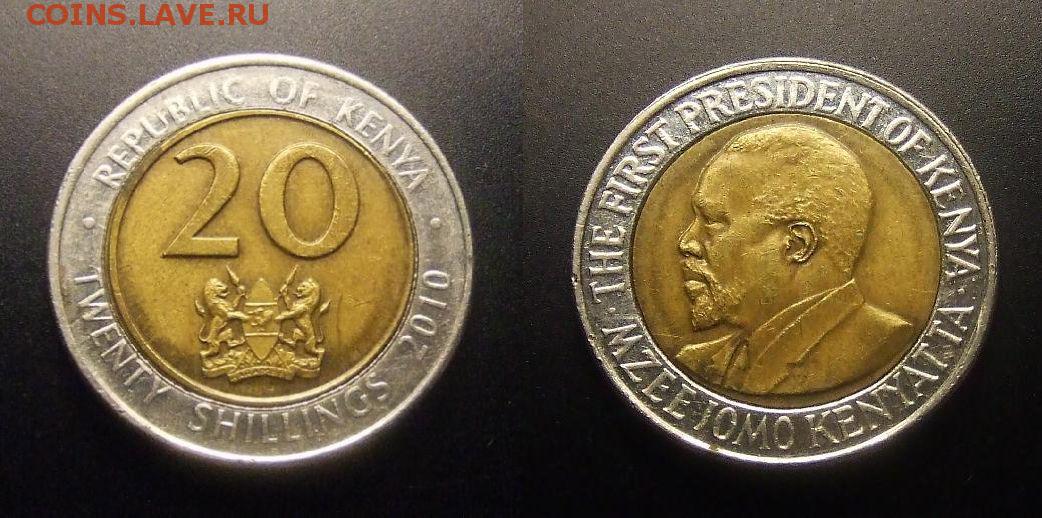 COINS.LAVE.RU
· REPUBLIC OF KENYA ·
20
TWENTY SHILLINGS 2010
· THE FIRST PRESIDENT OF KENYA ·
MZEE JOMO KENYATTA